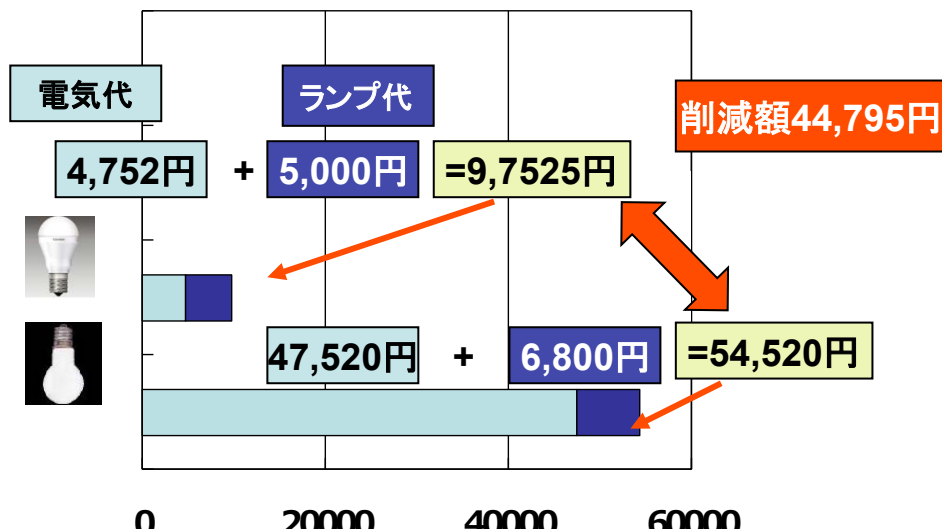 電気代
ランプ代
削減額44,795円
4,752円 + 5,000円 =9,7525円
47,520円 + 6,800円 =54,520円
0 20000 40000 60000